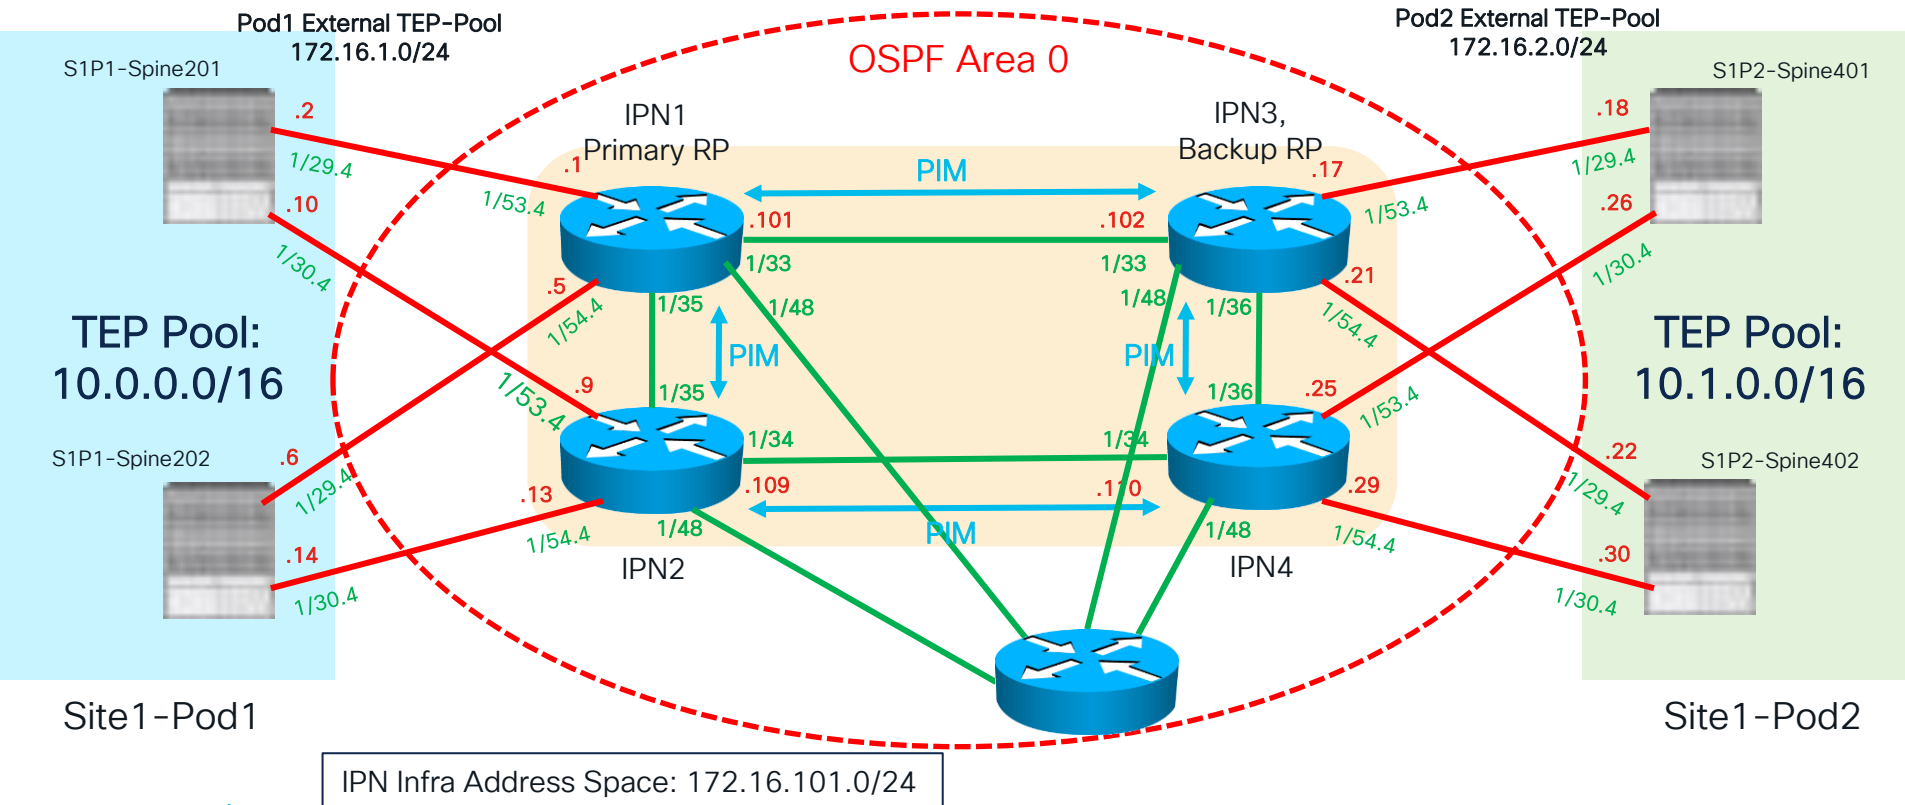 Pod1 External TEP-Pool
172.16.1.0/24
Pod2 External TEP-Pool
172.16.2.0/24
OSPF Area 0
S1P1-Spine201
S1P2-Spine401
.2
1/29.4
.10
1/30.4
IPN1
Primary RP
.1
1/53.4
IPN3,
Backup RP
.17
1/53.4
.18
1/29.4
.26
1/30.4
PIM
.101
.102
1/33
1/33
.5
1/54.4
1/35
1/48
1/48
1/36
.21
1/54.4
TEP Pool:
10.0.0.0/16
PIM
PIM
TEP Pool:
10.1.0.0/16
.9
1/53.4
1/35
1/36
.25
1/53.4
1/34
1/34
S1P1-Spine202
.6
1/29.4
.13
1/54.4
.109
.110
.29
1/54.4
.22
1/29.4
S1P2-Spine402
1/48
PIM
1/48
.14
1/30.4
IPN2
IPN4
.30
1/30.4
Site1-Pod1
Site1-Pod2
IPN Infra Address Space: 172.16.101.0/24